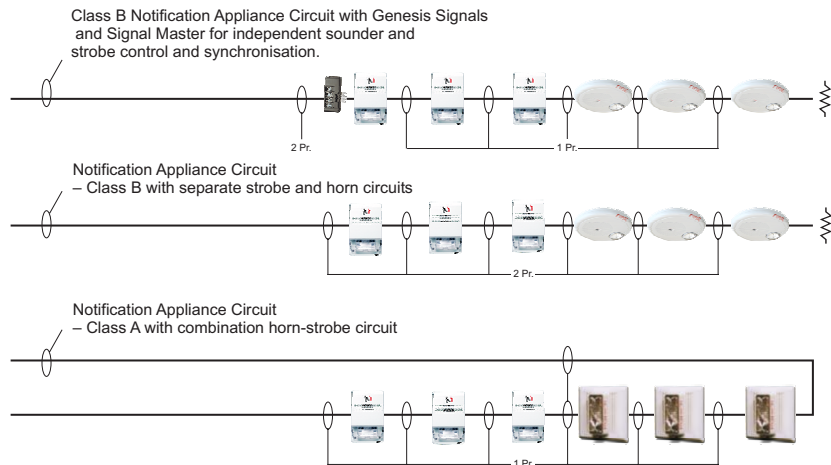 Class B Notification Appliance Circuit with Genesis Signals
and Signal Master for independent sounder and
strobe control and synchronisation.
2 Pr.
1 Pr.
Notification Appliance Circuit
– Class B with separate strobe and horn circuits
2 Pr.
Notification Appliance Circuit
– Class A with combination horn-strobe circuit
1 Pr.